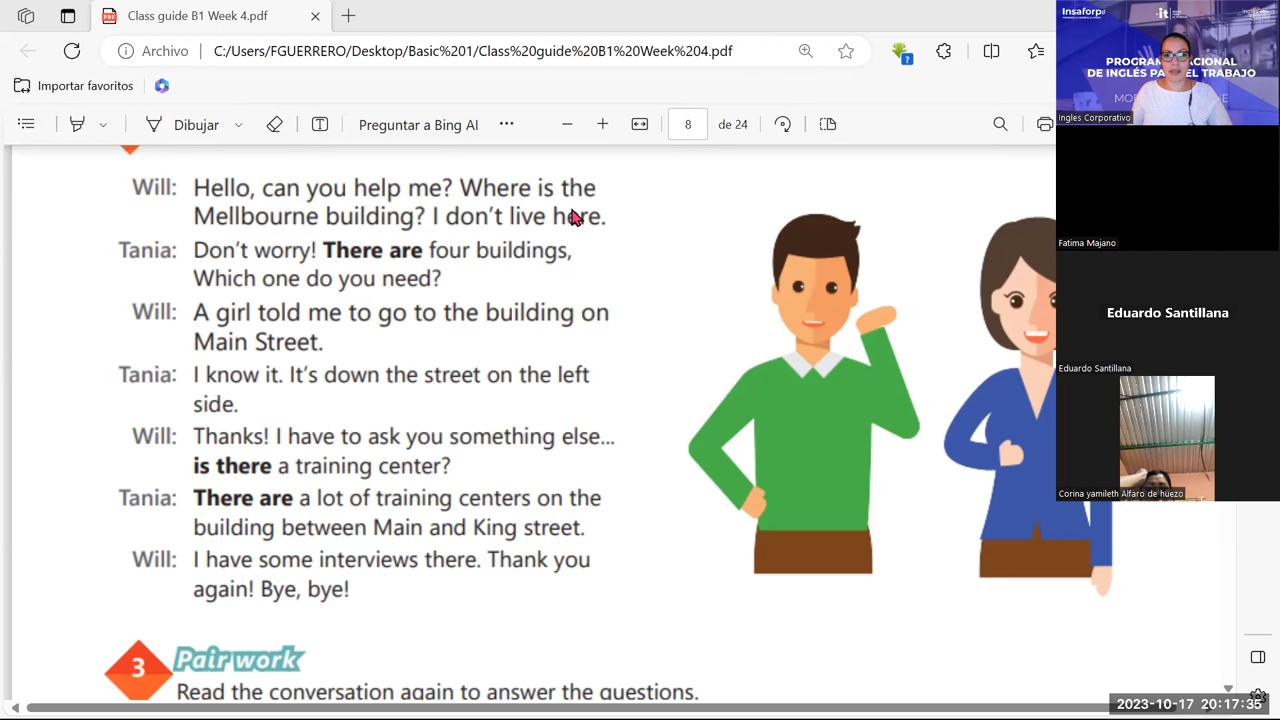 Class guide B1 Week 4.pdf
Archivo
C:/Users/FGUERRERO/Desktop/Basic%201/Class%20guide%20B1%20Week%204.pdf
Importar favoritos
Dibujar
Preguntar a Bing AI
8
de 24
Will: Hello, can you help me? Where is the
Mellbourne building? I don't live here.
Tania: Don't worry! There are four buildings,
Which one do you need?
Will: A girl told me to go to the building on
Main Street.
Tania: I know it. It's down the street on the left
side.
Will: Thanks! I have to ask you something else...
is there a training center?
Tania: There are a lot of training centers on the
building between Main and King street.
Will: I have some interviews there. Thank you
again! Bye, bye!
3 Pair work
Read the conversation again to answer the questions.
Insaforp
it
DE INGLÉS
TRABAJO
Ingles Corporativo
Fatima Majano
Eduardo Santillana
Eduardo Santillana
Corina yamileth Alfaro de huezo
2023-10-17 20:17:35